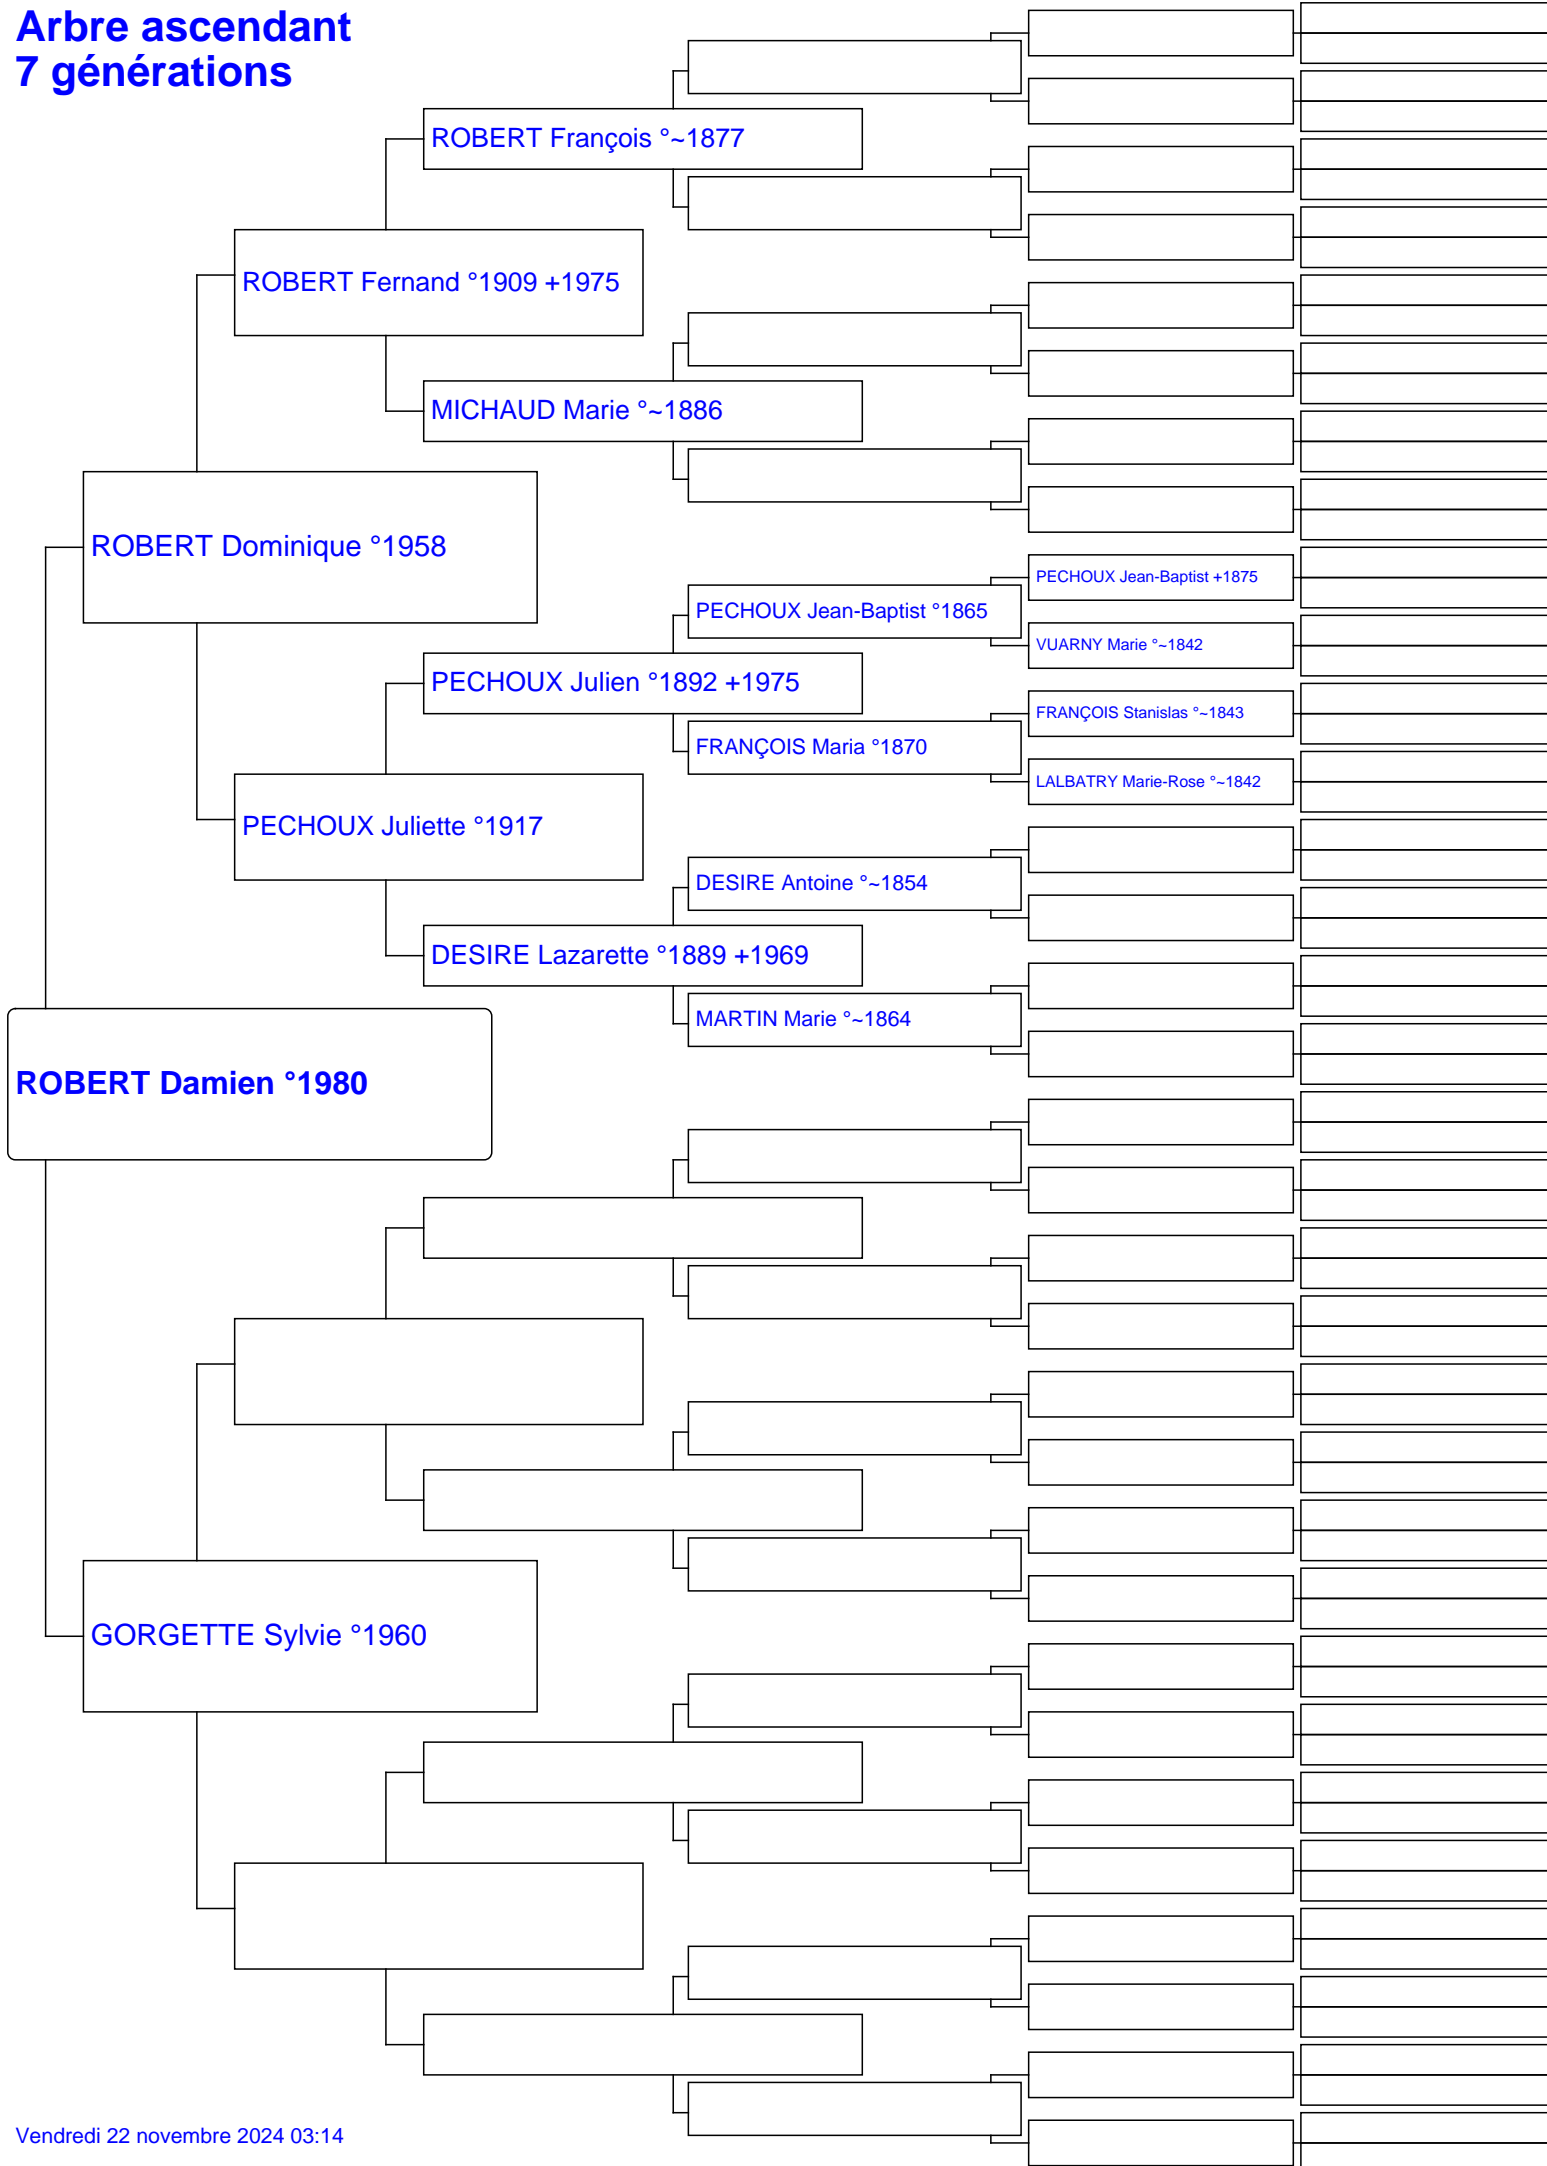 Arbre ascendant
7 générations
ROBERT François °~1877
ROBERT Fernand °1909 +1975
MICHAUD Marie °~1886
ROBERT Dominique °1958
PECHOUX Jean-Baptist +1875
PECHOUX Jean-Baptist °1865
VUARNY Marie °~1842
PECHOUX Julien °1892 +1975
FRANÇOIS Stanislas °~1843
FRANÇOIS Maria °1870
LALBATRY Marie-Rose °~1842
PECHOUX Juliette °1917
DESIRE Antoine °~1854
DESIRE Lazarette °1889 +1969
MARTIN Marie °~1864
ROBERT Damien °1980
GORGETTE Sylvie °1960
Vendredi 22 novembre 2024 03:14